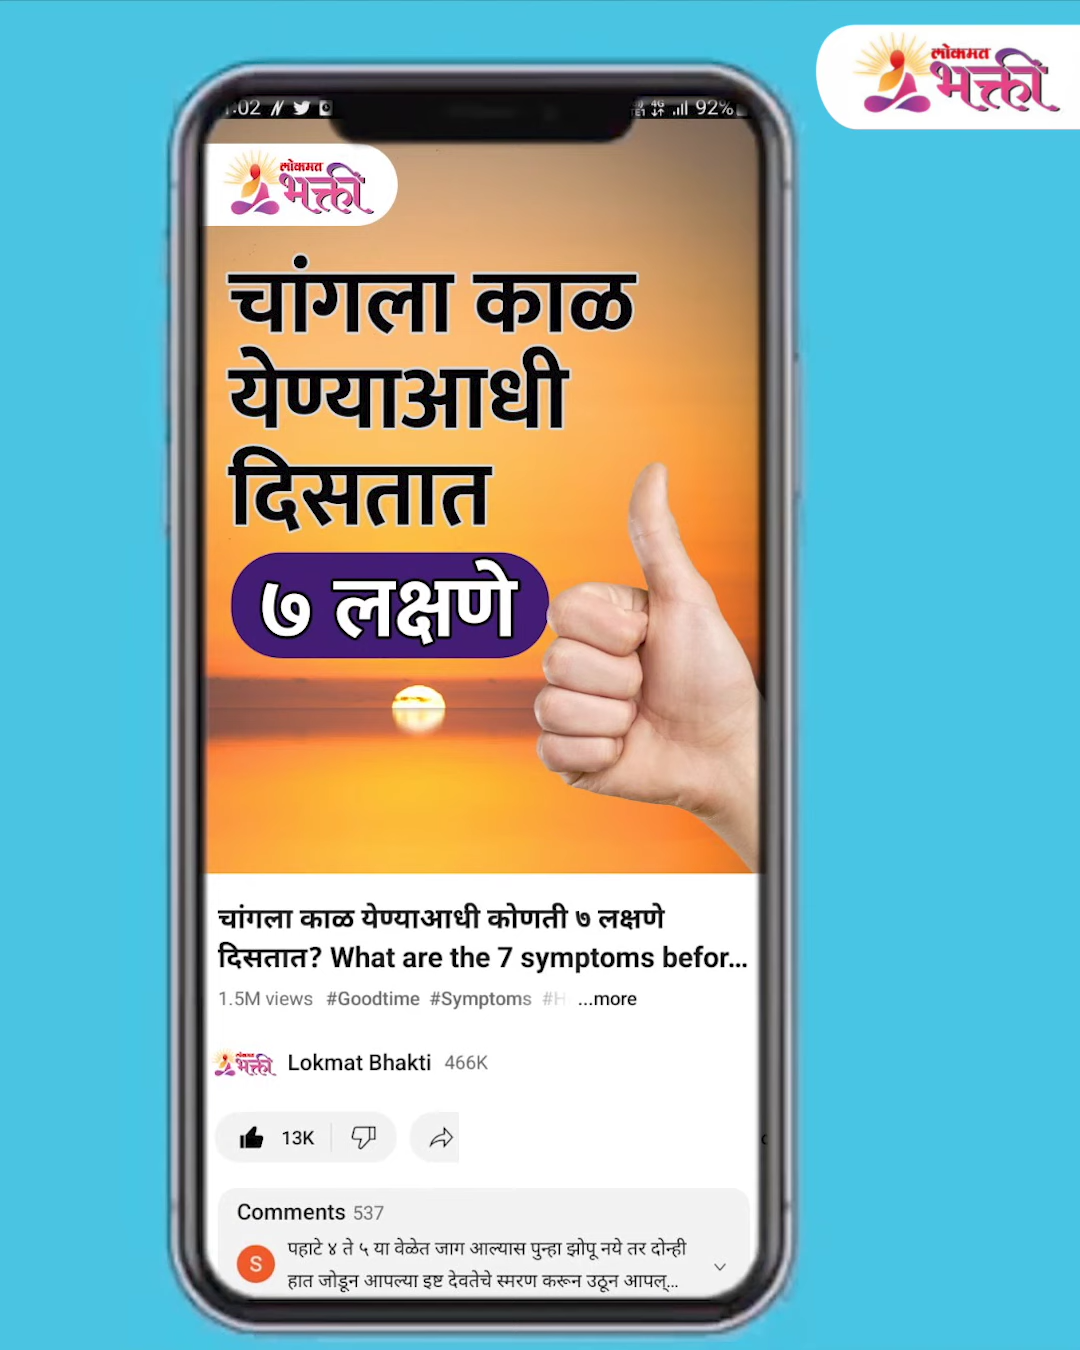 लोकमत
भक्ती
:02
4G 92%
लोकमत
भक्ती
चांगला काळ
येण्याआधी
दिसतात
७ लक्षणे
चांगला काळ येण्याआधी कोणती ७ लक्षणे
दिसतात? What are the 7 symptoms befor...
1.5M views #Goodtime #Symptoms #H ...more
भक्ती Lokmat Bhakti 466K
13K
Comments 537
S
पहाटे ४ ते ५ या वेळेत जाग आल्यास पुन्हा झोपू नये तर दोन्ही
हात जोडून आपल्या इष्ट देवतेचे स्मरण करून उठून आपल्...